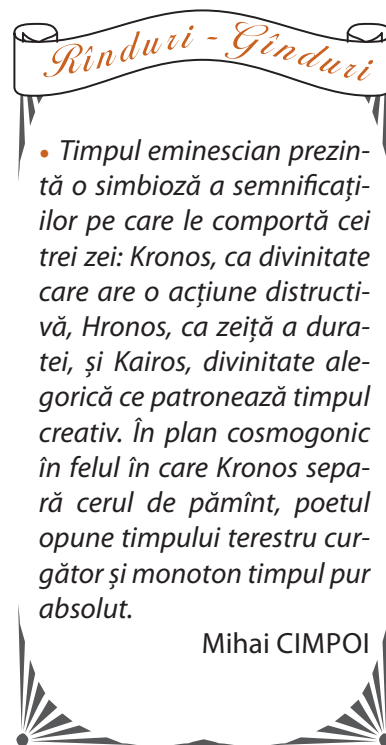 Rînduri - Gînduri
• Timpul eminescian prezin-
tă o simbioză a semnificați-
ilor pe care le comportă cei
trei zei: Kronos, ca divinitate
care are o acțiune distructi-
vă, Hronos, ca zeiță a dura-
tei, și Kairos, divinitate ale-
gorică ce patronează timpul
creativ. În plan cosmogonic
în felul în care Kronos sepa-
ră cerul de pămînt, poetul
opune timpului terestru cur-
gător și monoton timpul pur
absolut.
Mihai CIMPOI